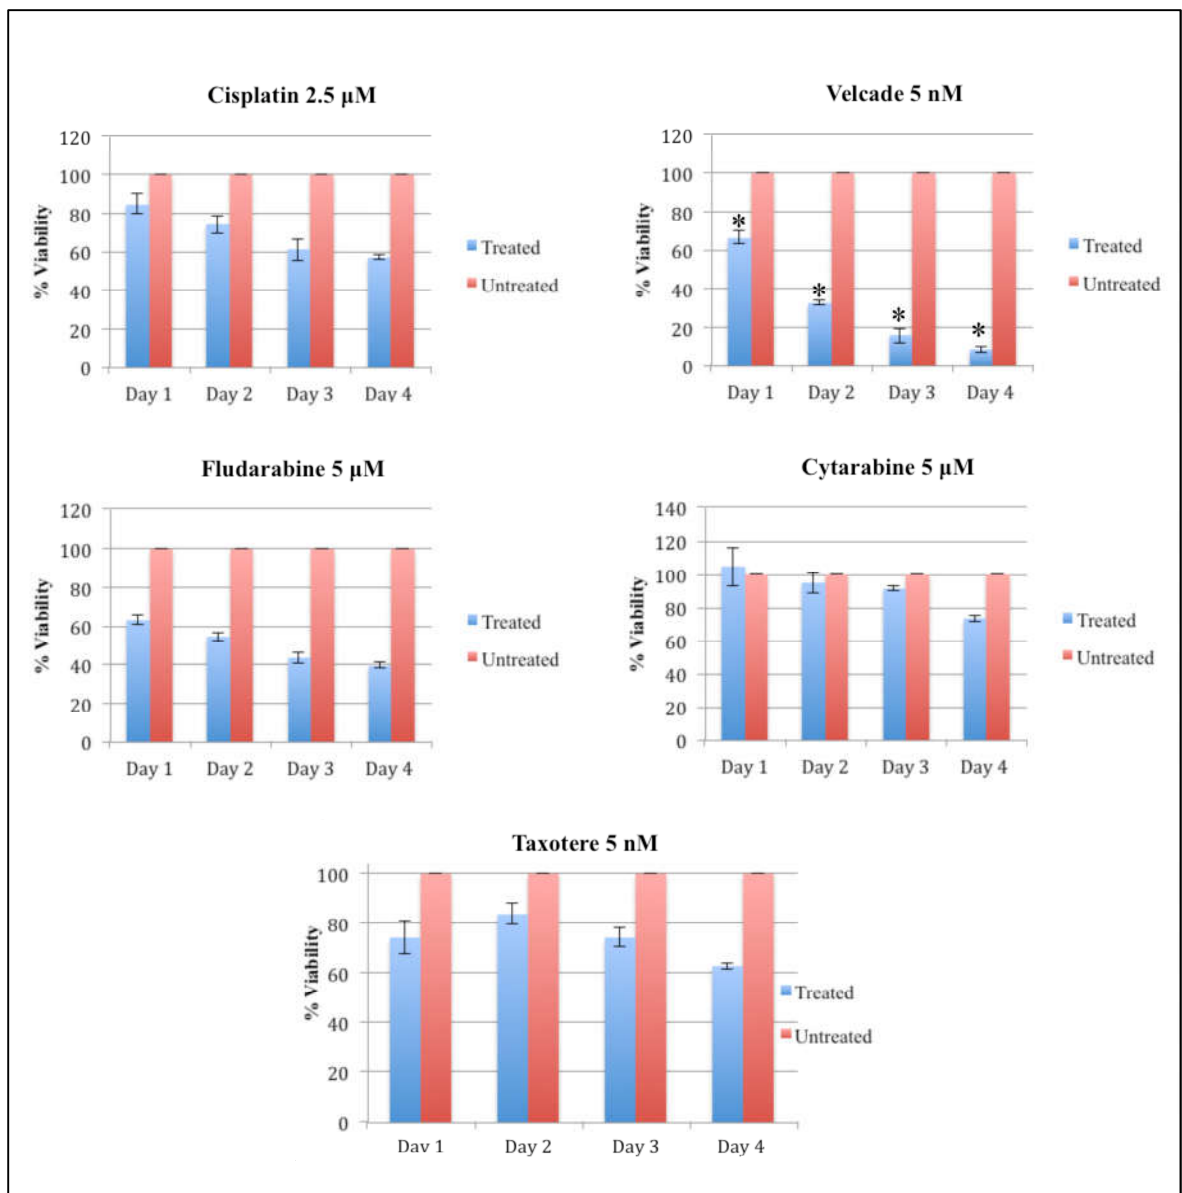 Cisplatin 2.5 µM
% Viability
120
100
80
60
40
20
0
Day 1 Day 2 Day 3 Day 4
Treated
Untreated
Velcade 5 nM
% Viability
120
100
80
60
40
20
0
* * * *
Day 1 Day 2 Day 3 Day 4
Treated
Untreated
Fludarabine 5 µM
% Viability
120
100
80
60
40
20
0
Day 1 Day 2 Day 3 Day 4
Treated
Untreated
Cytarabine 5 µM
% Viability
140
120
100
80
60
40
20
0
Day 1 Day 2 Day 3 Day 4
Treated
Untreated
Taxotere 5 nM
% Viability
100
80
60
40
20
0
Day 1 Day 2 Day 3 Day 4
Treated
Untreated